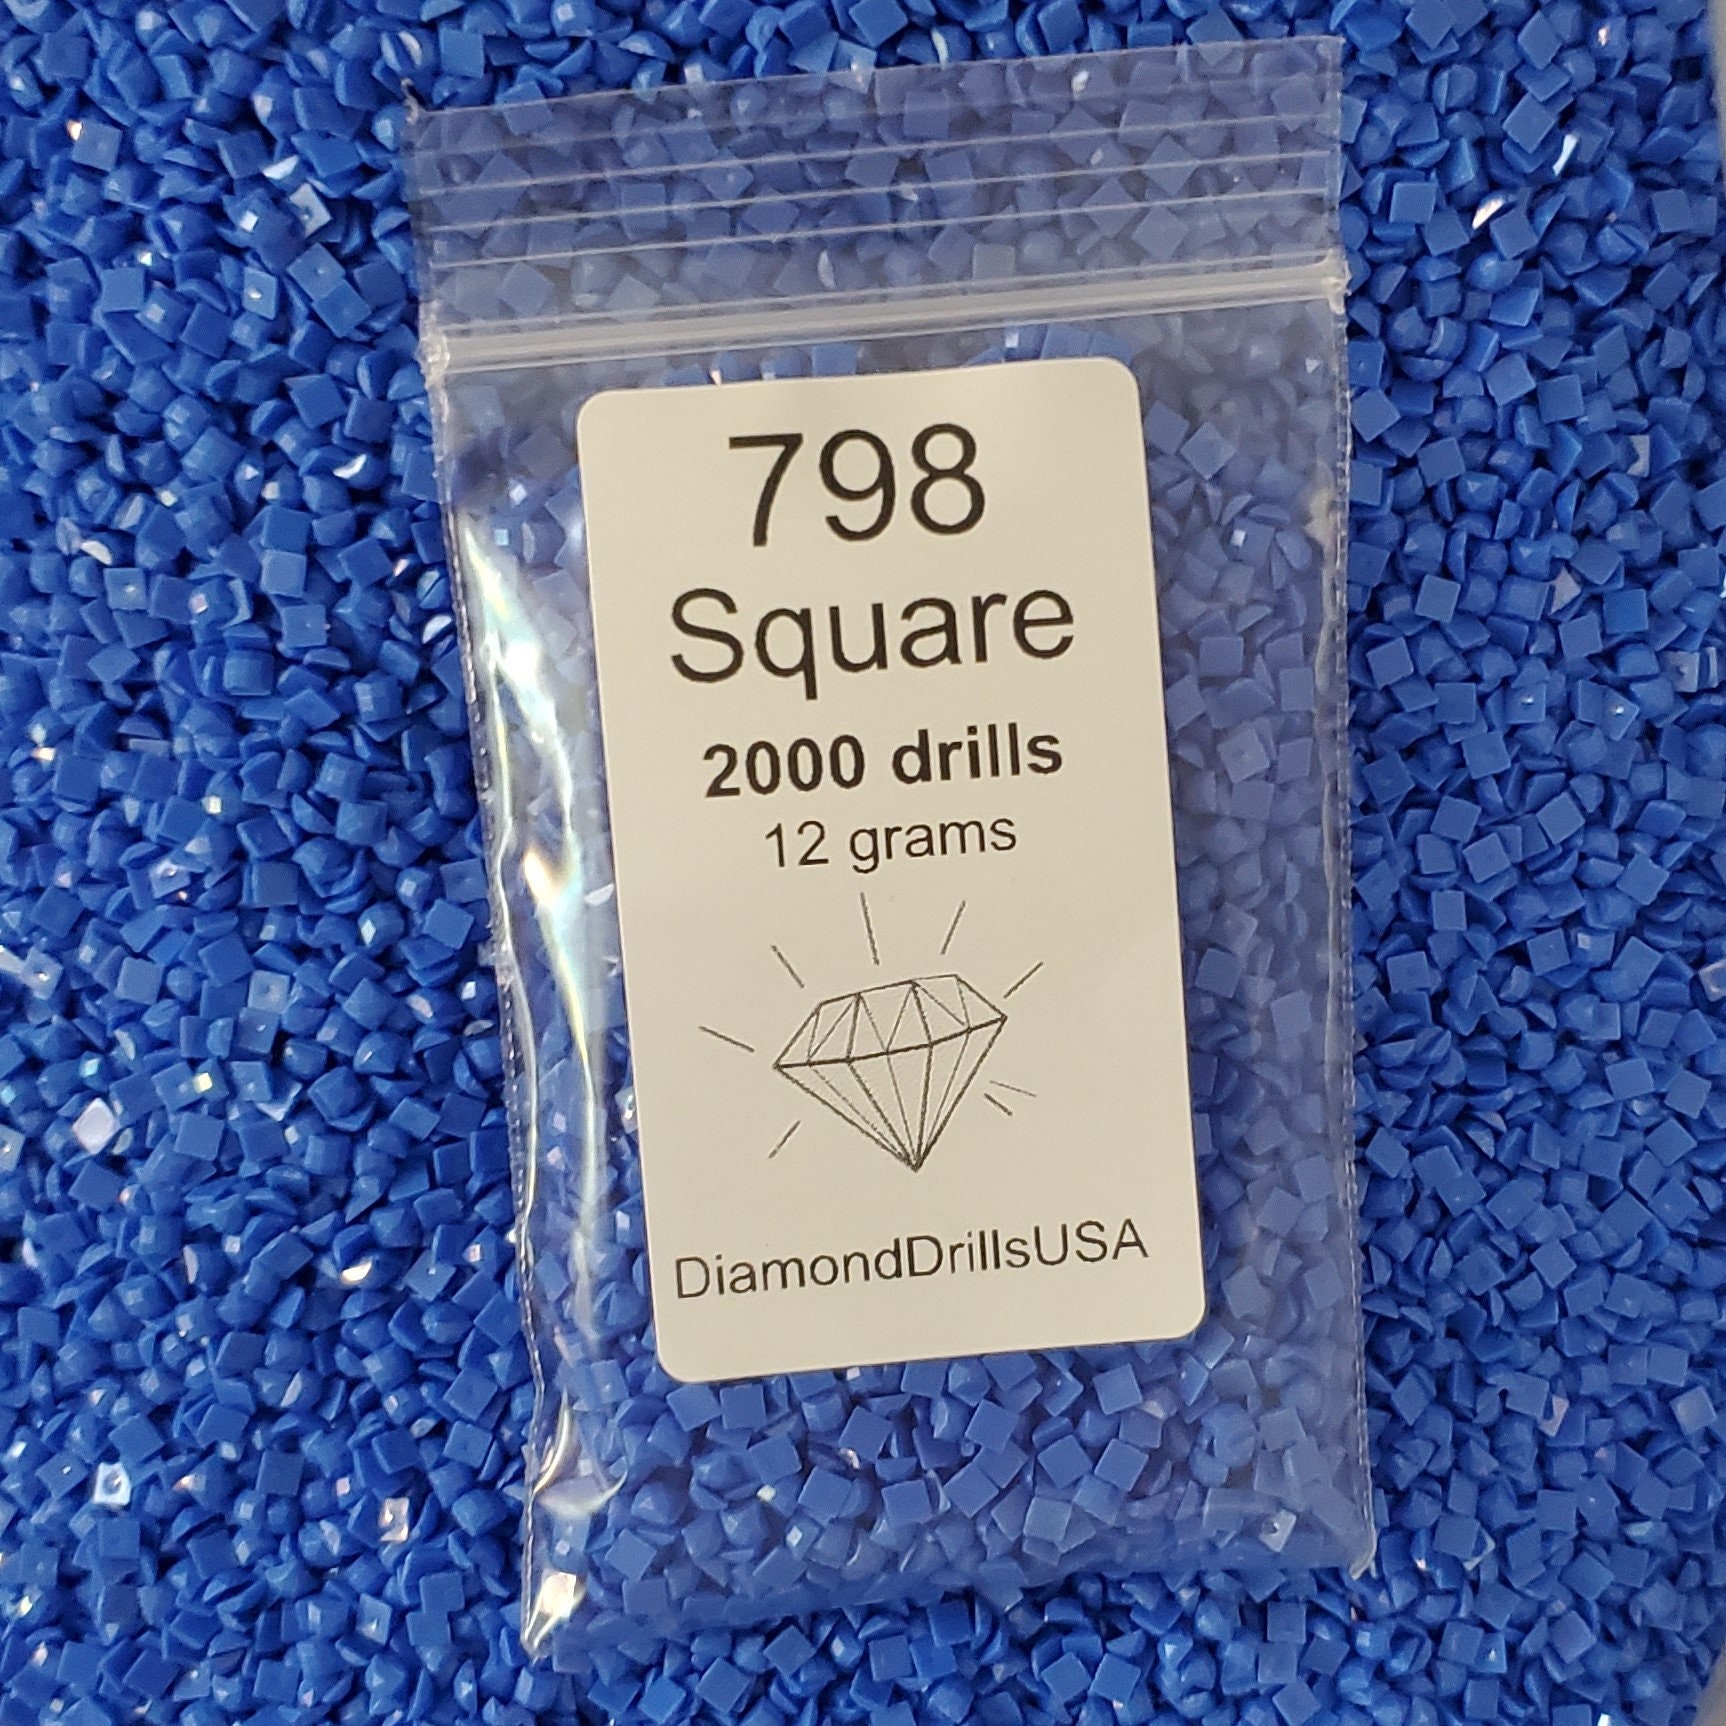 798
Square
2000 drills
12 grams
DiamondDrillsUSA